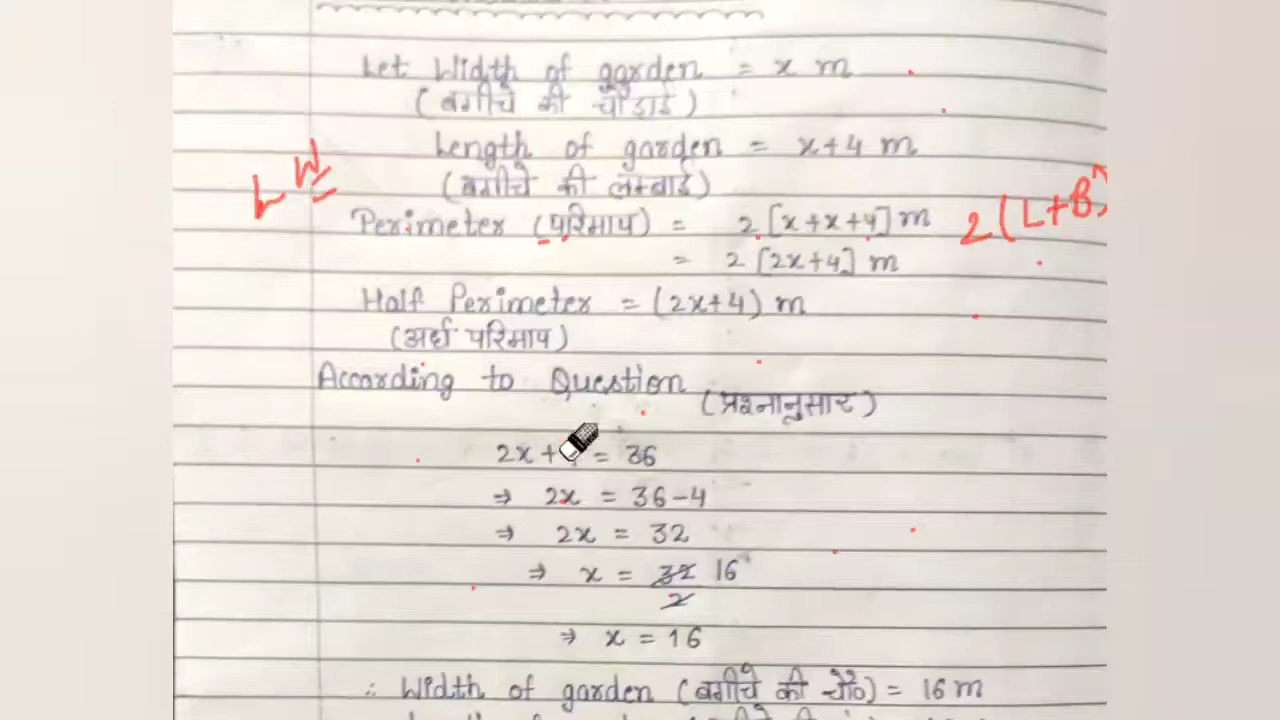 Let Width of garden = x m
(बगीचे की चौड़ाई)
Length of garden = x+4 m
(बगीचे की लम्बाई)
L W
Perimeter (परिमाप) = 2 [x+x+4] m 2 (L+B)
= 2 [2x+4] m
Half Perimeter = (2x+4) m
(अर्ध परिमाप)
According to Question (प्रश्नानुसार)
2x + = 36
⇒ 2x = 36-4
⇒ 2x = 32
⇒ x = 32/2 16
⇒ x = 16
∴ Width of garden (बगीचे की चौ०) = 16 m